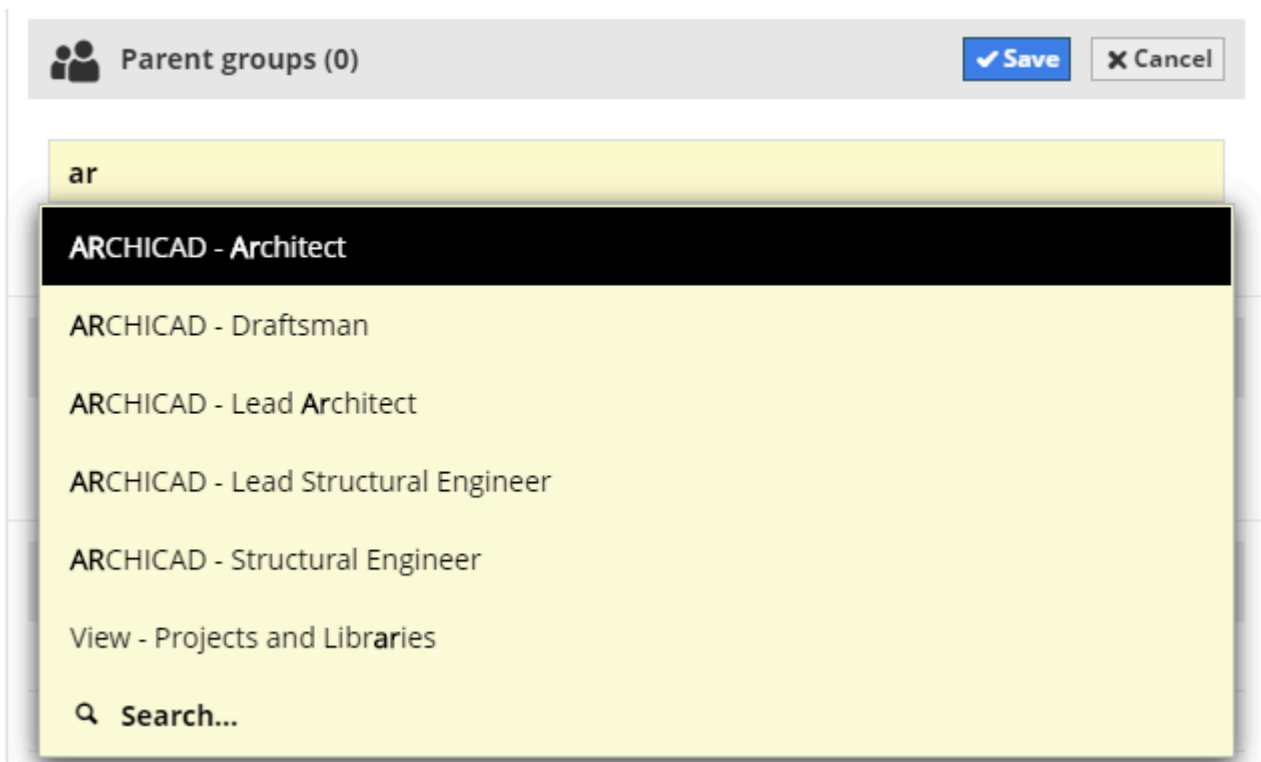 Parent groups (0) Save Cancel
ar
ARCHICAD - Architect
ARCHICAD - Draftsman
ARCHICAD - Lead Architect
ARCHICAD - Lead Structural Engineer
ARCHICAD - Structural Engineer
View - Projects and Libraries
Search...